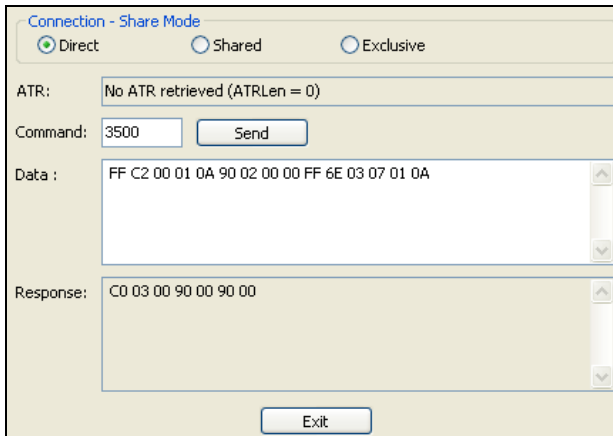 Connection - Share Mode
Direct Shared Exclusive
ATR: No ATR retrieved (ATRLen = 0)
Command: 3500 Send
Data : FF C2 00 01 0A 90 02 00 00 FF 6E 03 07 01 0A
Response: C0 03 00 90 00 90 00
Exit